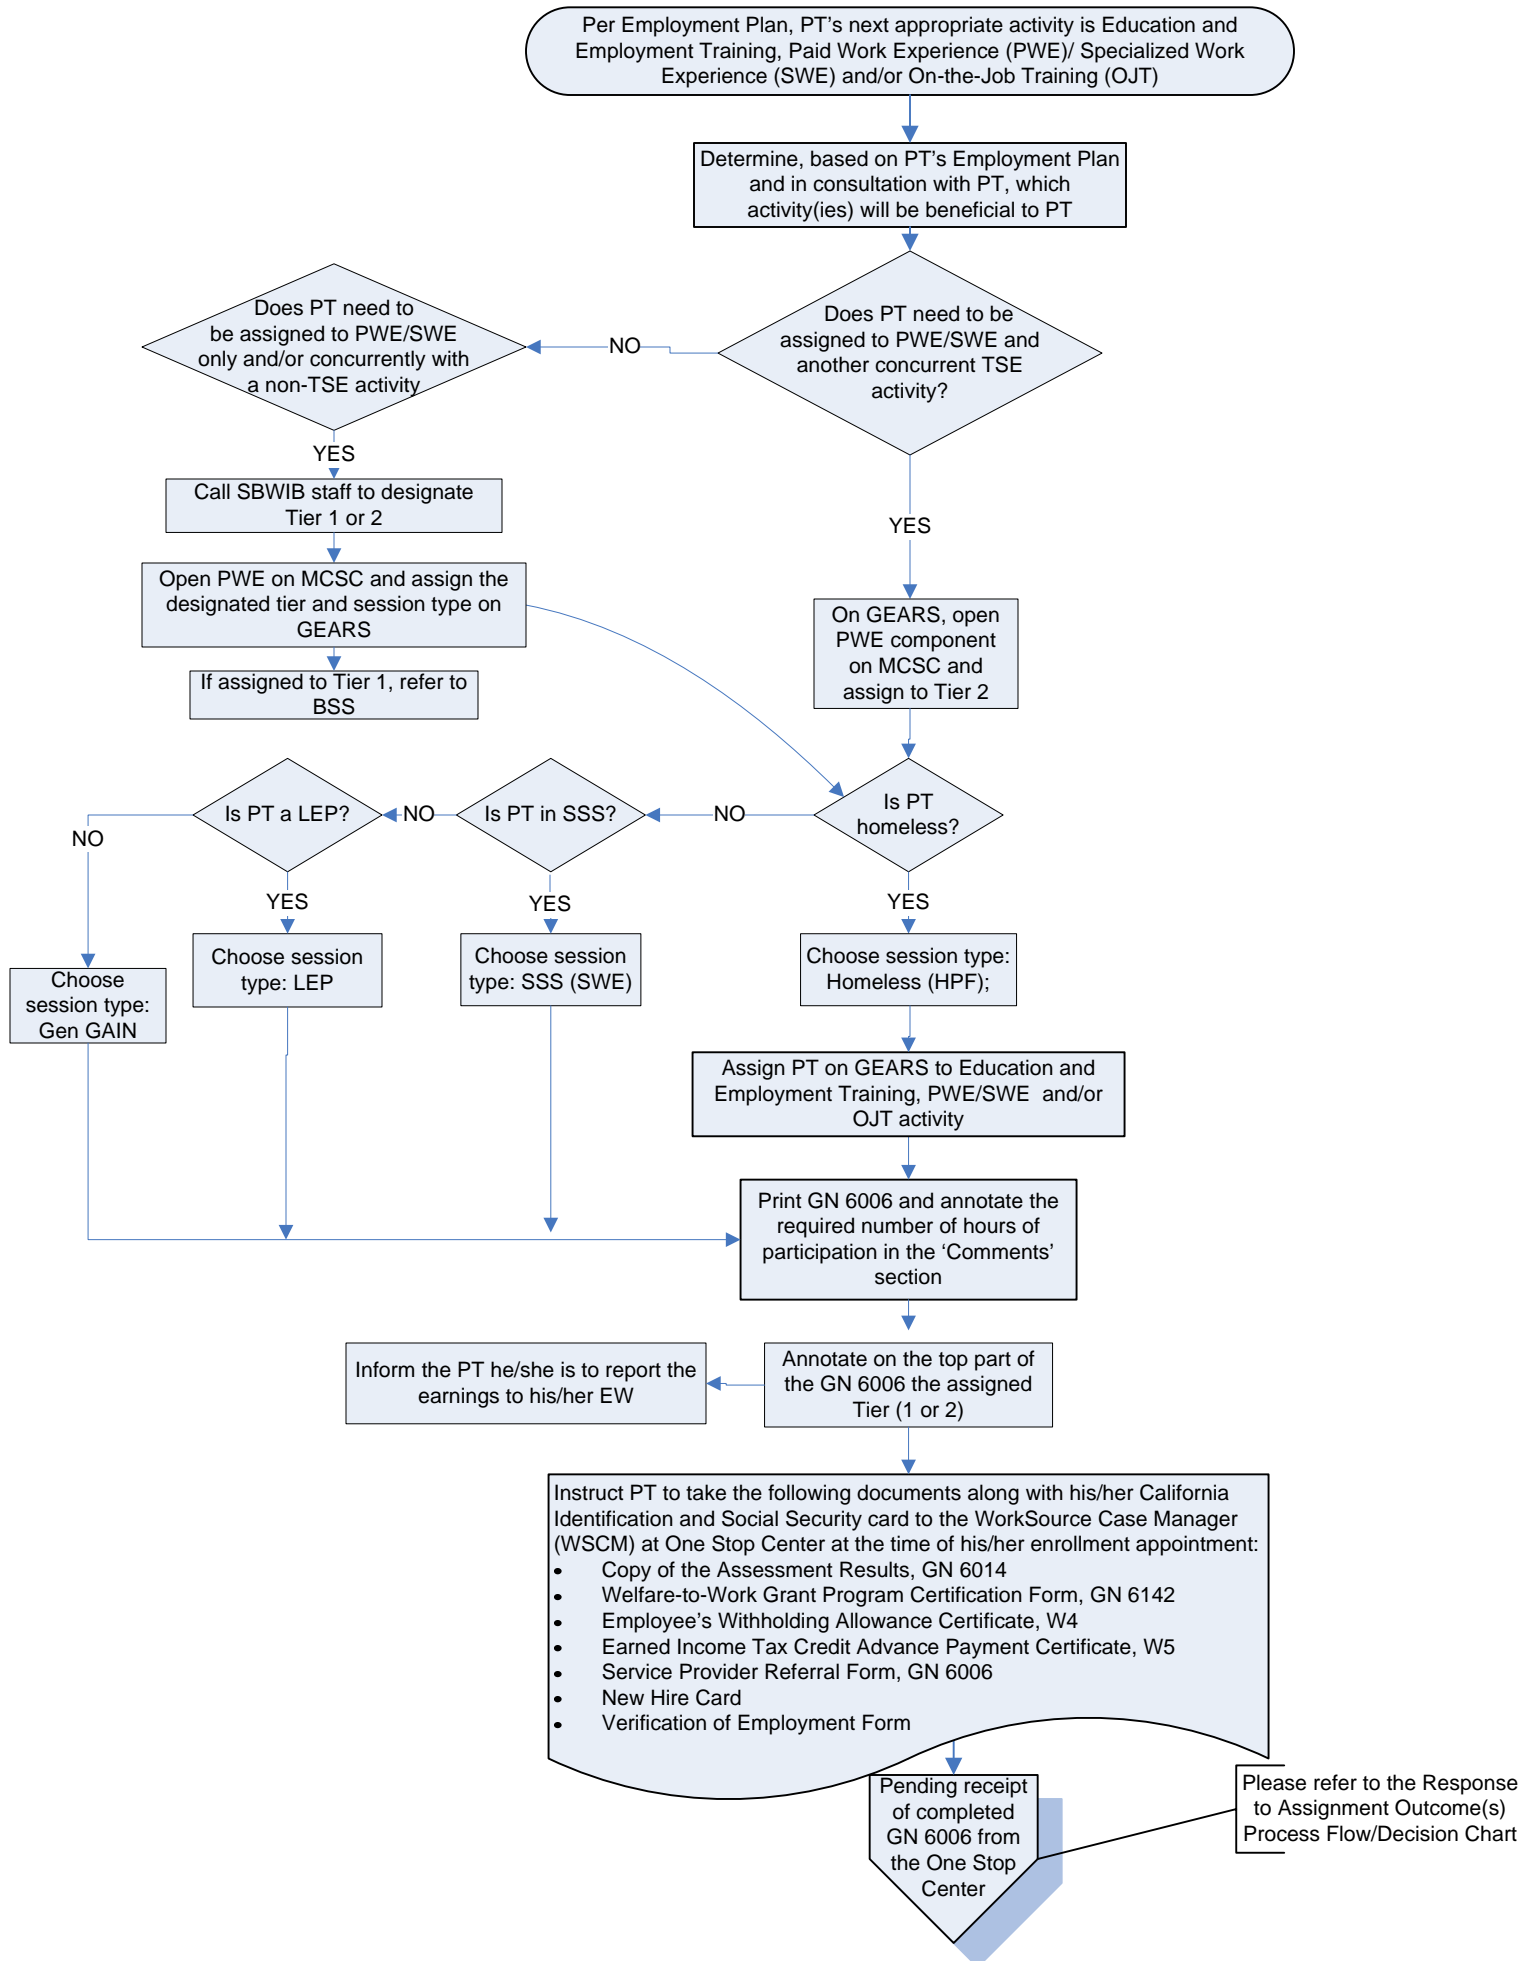 Per Employment Plan, PT's next appropriate activity is Education and
Employment Training, Paid Work Experience (PWE)/ Specialized Work
Experience (SWE) and/or On-the-Job Training (OJT)
Determine, based on PT's Employment Plan
and in consultation with PT, which
activity(ies) will be beneficial to PT
Does PT need to be
assigned to PWE/SWE and
another concurrent TSE
activity?
NO
Does PT need to
be assigned to PWE/SWE
only and/or concurrently with
a non-TSE activity
YES
Call SBWIB staff to designate
Tier 1 or 2
Open PWE on MCSC and assign the
designated tier and session type on
GEARS
If assigned to Tier 1, refer to
BSS
YES
On GEARS, open
PWE component
on MCSC and
assign to Tier 2
Is PT
homeless?
NO
Is PT in SSS?
NO
Is PT a LEP?
NO
YES
YES
YES
Choose
session type:
Gen GAIN
Choose session
type: LEP
Choose session
type: SSS (SWE)
Choose session type:
Homeless (HPF);
Assign PT on GEARS to Education and
Employment Training, PWE/SWE  and/or
OJT activity
Print GN 6006 and annotate the
required number of hours of
participation in the ‘Comments’
section
Annotate on the top part of
the GN 6006 the assigned
Tier (1 or 2)
Inform the PT he/she is to report the
earnings to his/her EW
Instruct PT to take the following documents along with his/her California
Identification and Social Security card to the WorkSource Case Manager
(WSCM) at One Stop Center at the time of his/her enrollment appointment:
• Copy of the Assessment Results, GN 6014
• Welfare-to-Work Grant Program Certification Form, GN 6142
• Employee's Withholding Allowance Certificate, W4
• Earned Income Tax Credit Advance Payment Certificate, W5
• Service Provider Referral Form, GN 6006
• New Hire Card
• Verification of Employment Form
Pending receipt
of completed
GN 6006 from
the One Stop
Center
Please refer to the Response
to Assignment Outcome(s)
Process Flow/Decision Chart